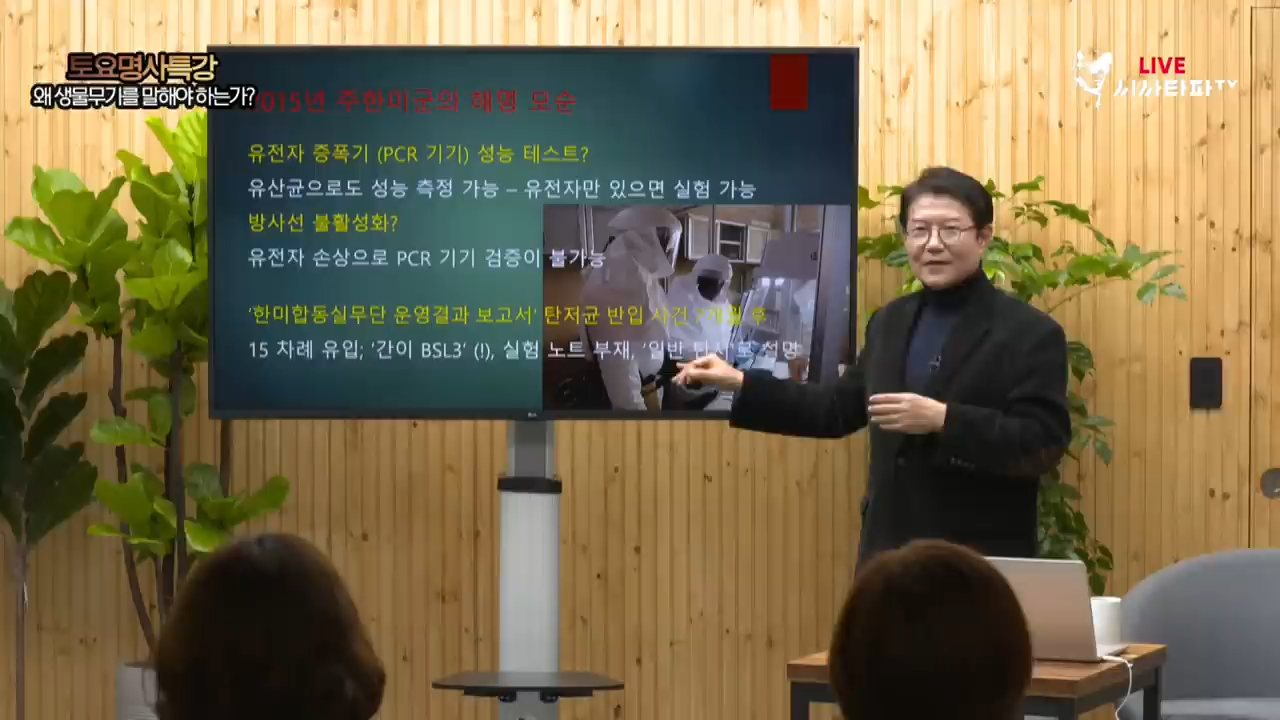 토요명사특강
왜 생물무기를 말해야 하는가?
LIVE
시사타파TV
2015년 주한미군의 해명 모순
유전자 증폭기 (PCR 기기) 성능 테스트?
유산균으로도 성능 측정 가능 – 유전자만 있으면 실험 가능
방사선 불활성화?
유전자 손상으로 PCR 기기 검증이 불가능
‘한미합동실무단 운영결과 보고서’ 탄저균 반입 사건 7개월 후
15 차례 유입; ‘간이 BSL3’ (!), 실험 노트 부재, ‘일반 탄저’로 설명